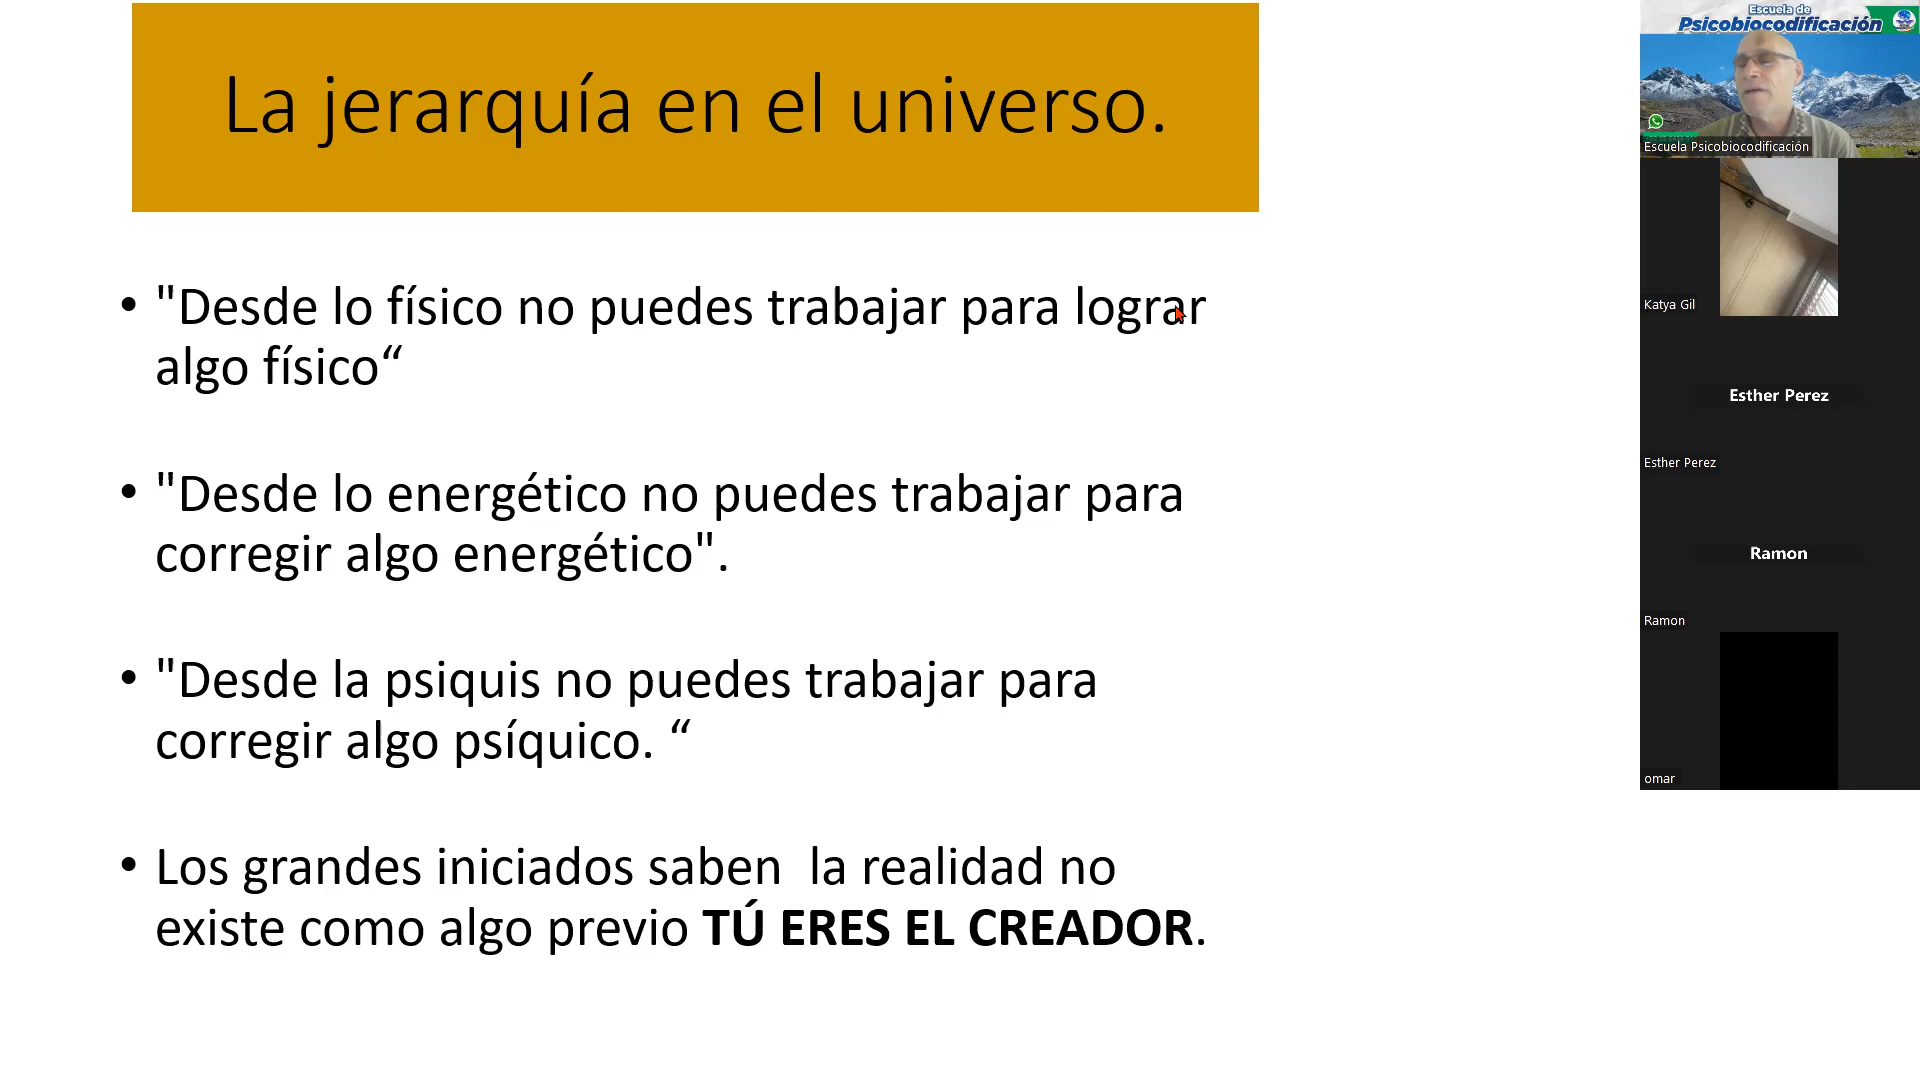 La jerarquía en el universo.
• "Desde lo físico no puedes trabajar para lograr
algo físico“
• "Desde lo energético no puedes trabajar para
corregir algo energético".
• "Desde la psiquis no puedes trabajar para
corregir algo psíquico. “
• Los grandes iniciados saben  la realidad no
existe como algo previo TÚ ERES EL CREADOR.
Escuela de
Psicobiocodificación
Escuela Psicobiocodificación
Katya Gil
Esther Perez
Esther Perez
Ramon
Ramon
omar